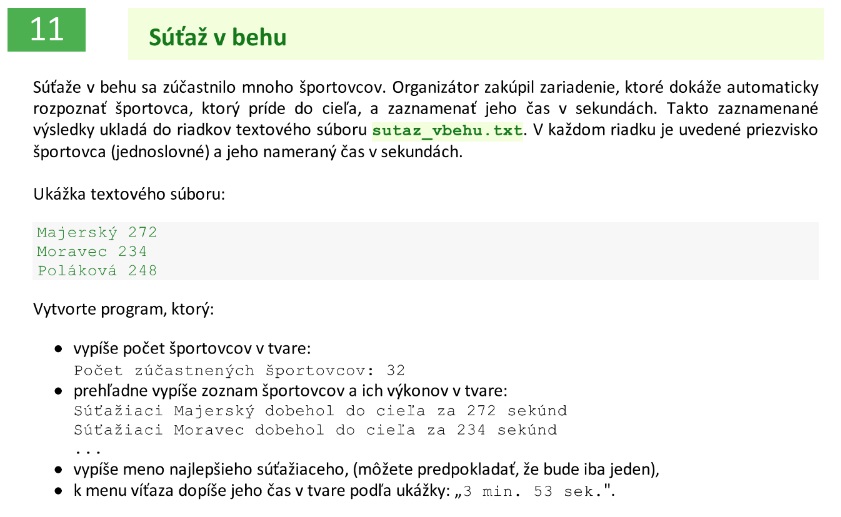 11
Súťaž v behu
Súťaže v behu sa zúčastnilo mnoho športovcov. Organizátor zakúpil zariadenie, ktoré dokáže automaticky
rozpoznať športovca, ktorý príde do cieľa, a zaznamenať jeho čas v sekundách. Takto zaznamenané
výsledky ukladá do riadkov textového súboru sutaz_vbehu.txt. V každom riadku je uvedené priezvisko
športovca (jednoslovné) a jeho nameraný čas v sekundách.
Ukážka textového súboru:
Majerský 272
Moravec 234
Poláková 248
Vytvorte program, ktorý:
• vypíše počet športovcov v tvare:
Počet zúčastnených športovcov: 32
• prehľadne vypíše zoznam športovcov a ich výkonov v tvare:
Súťažiaci Majerský dobehol do cieľa za 272 sekúnd
Súťažiaci Moravec dobehol do cieľa za 234 sekúnd
...
• vypíše meno najlepšieho súťažiaceho, (môžete predpokladať, že bude iba jeden),
• k menu víťaza dopíše jeho čas v tvare podľa ukážky: „3 min. 53 sek.".